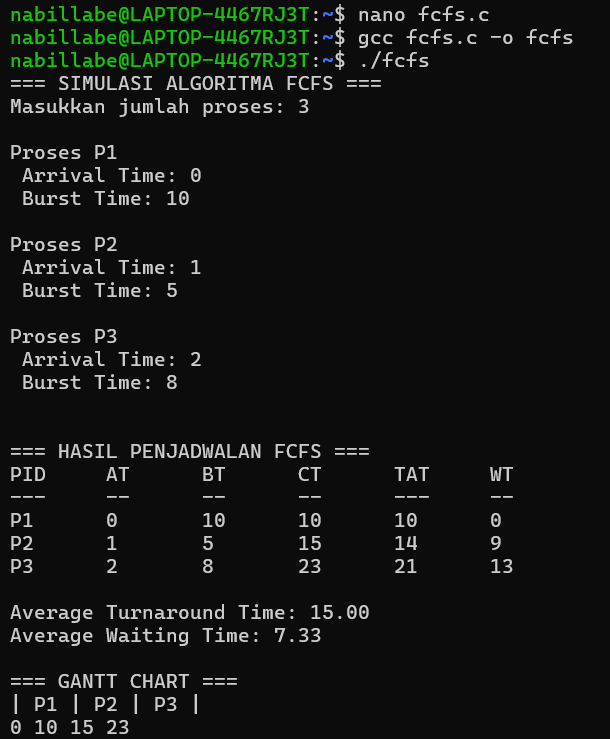 nabillabe@LAPTOP-4467RJ3T:~$ nano fcfs.c
nabillabe@LAPTOP-4467RJ3T:~$ gcc fcfs.c -o fcfs
nabillabe@LAPTOP-4467RJ3T:~$ ./fcfs
=== SIMULASI ALGORITMA FCFS ===
Masukkan jumlah proses: 3

Proses P1
 Arrival Time: 0
 Burst Time: 10

Proses P2
 Arrival Time: 1
 Burst Time: 5

Proses P3
 Arrival Time: 2
 Burst Time: 8


=== HASIL PENJADWALAN FCFS ===
PID     AT      BT      CT      TAT     WT
---     --      --      --      ---     --
P1      0       10      10      10      0
P2      1       5       15      14      9
P3      2       8       23      21      13

Average Turnaround Time: 15.00
Average Waiting Time: 7.33

=== GANTT CHART ===
| P1 | P2 | P3 |
0 10 15 23